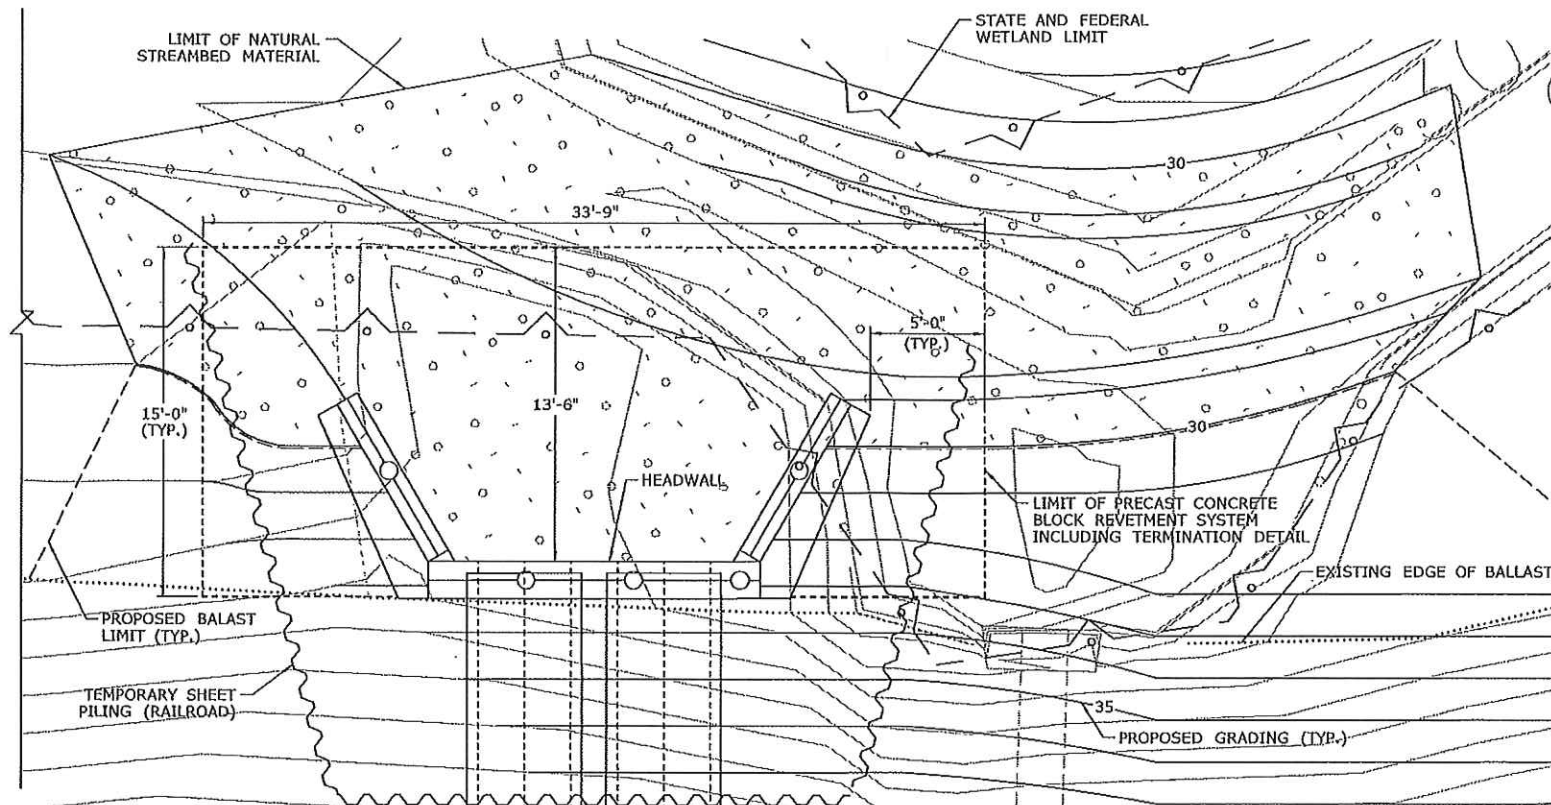 LIMIT OF NATURAL
STREAMBED MATERIAL
STATE AND FEDERAL
WETLAND LIMIT
30
33'-9"
5'-0"
(TYP.)
15'-0"
(TYP.)
13'-6"
30
HEADWALL
LIMIT OF PRECAST CONCRETE
BLOCK REVETMENT SYSTEM
INCLUDING TERMINATION DETAIL
EXISTING EDGE OF BALLAST
PROPOSED BALAST
LIMIT (TYP.)
TEMPORARY SHEET
PILING (RAILROAD)
35
PROPOSED GRADING (TYP.)